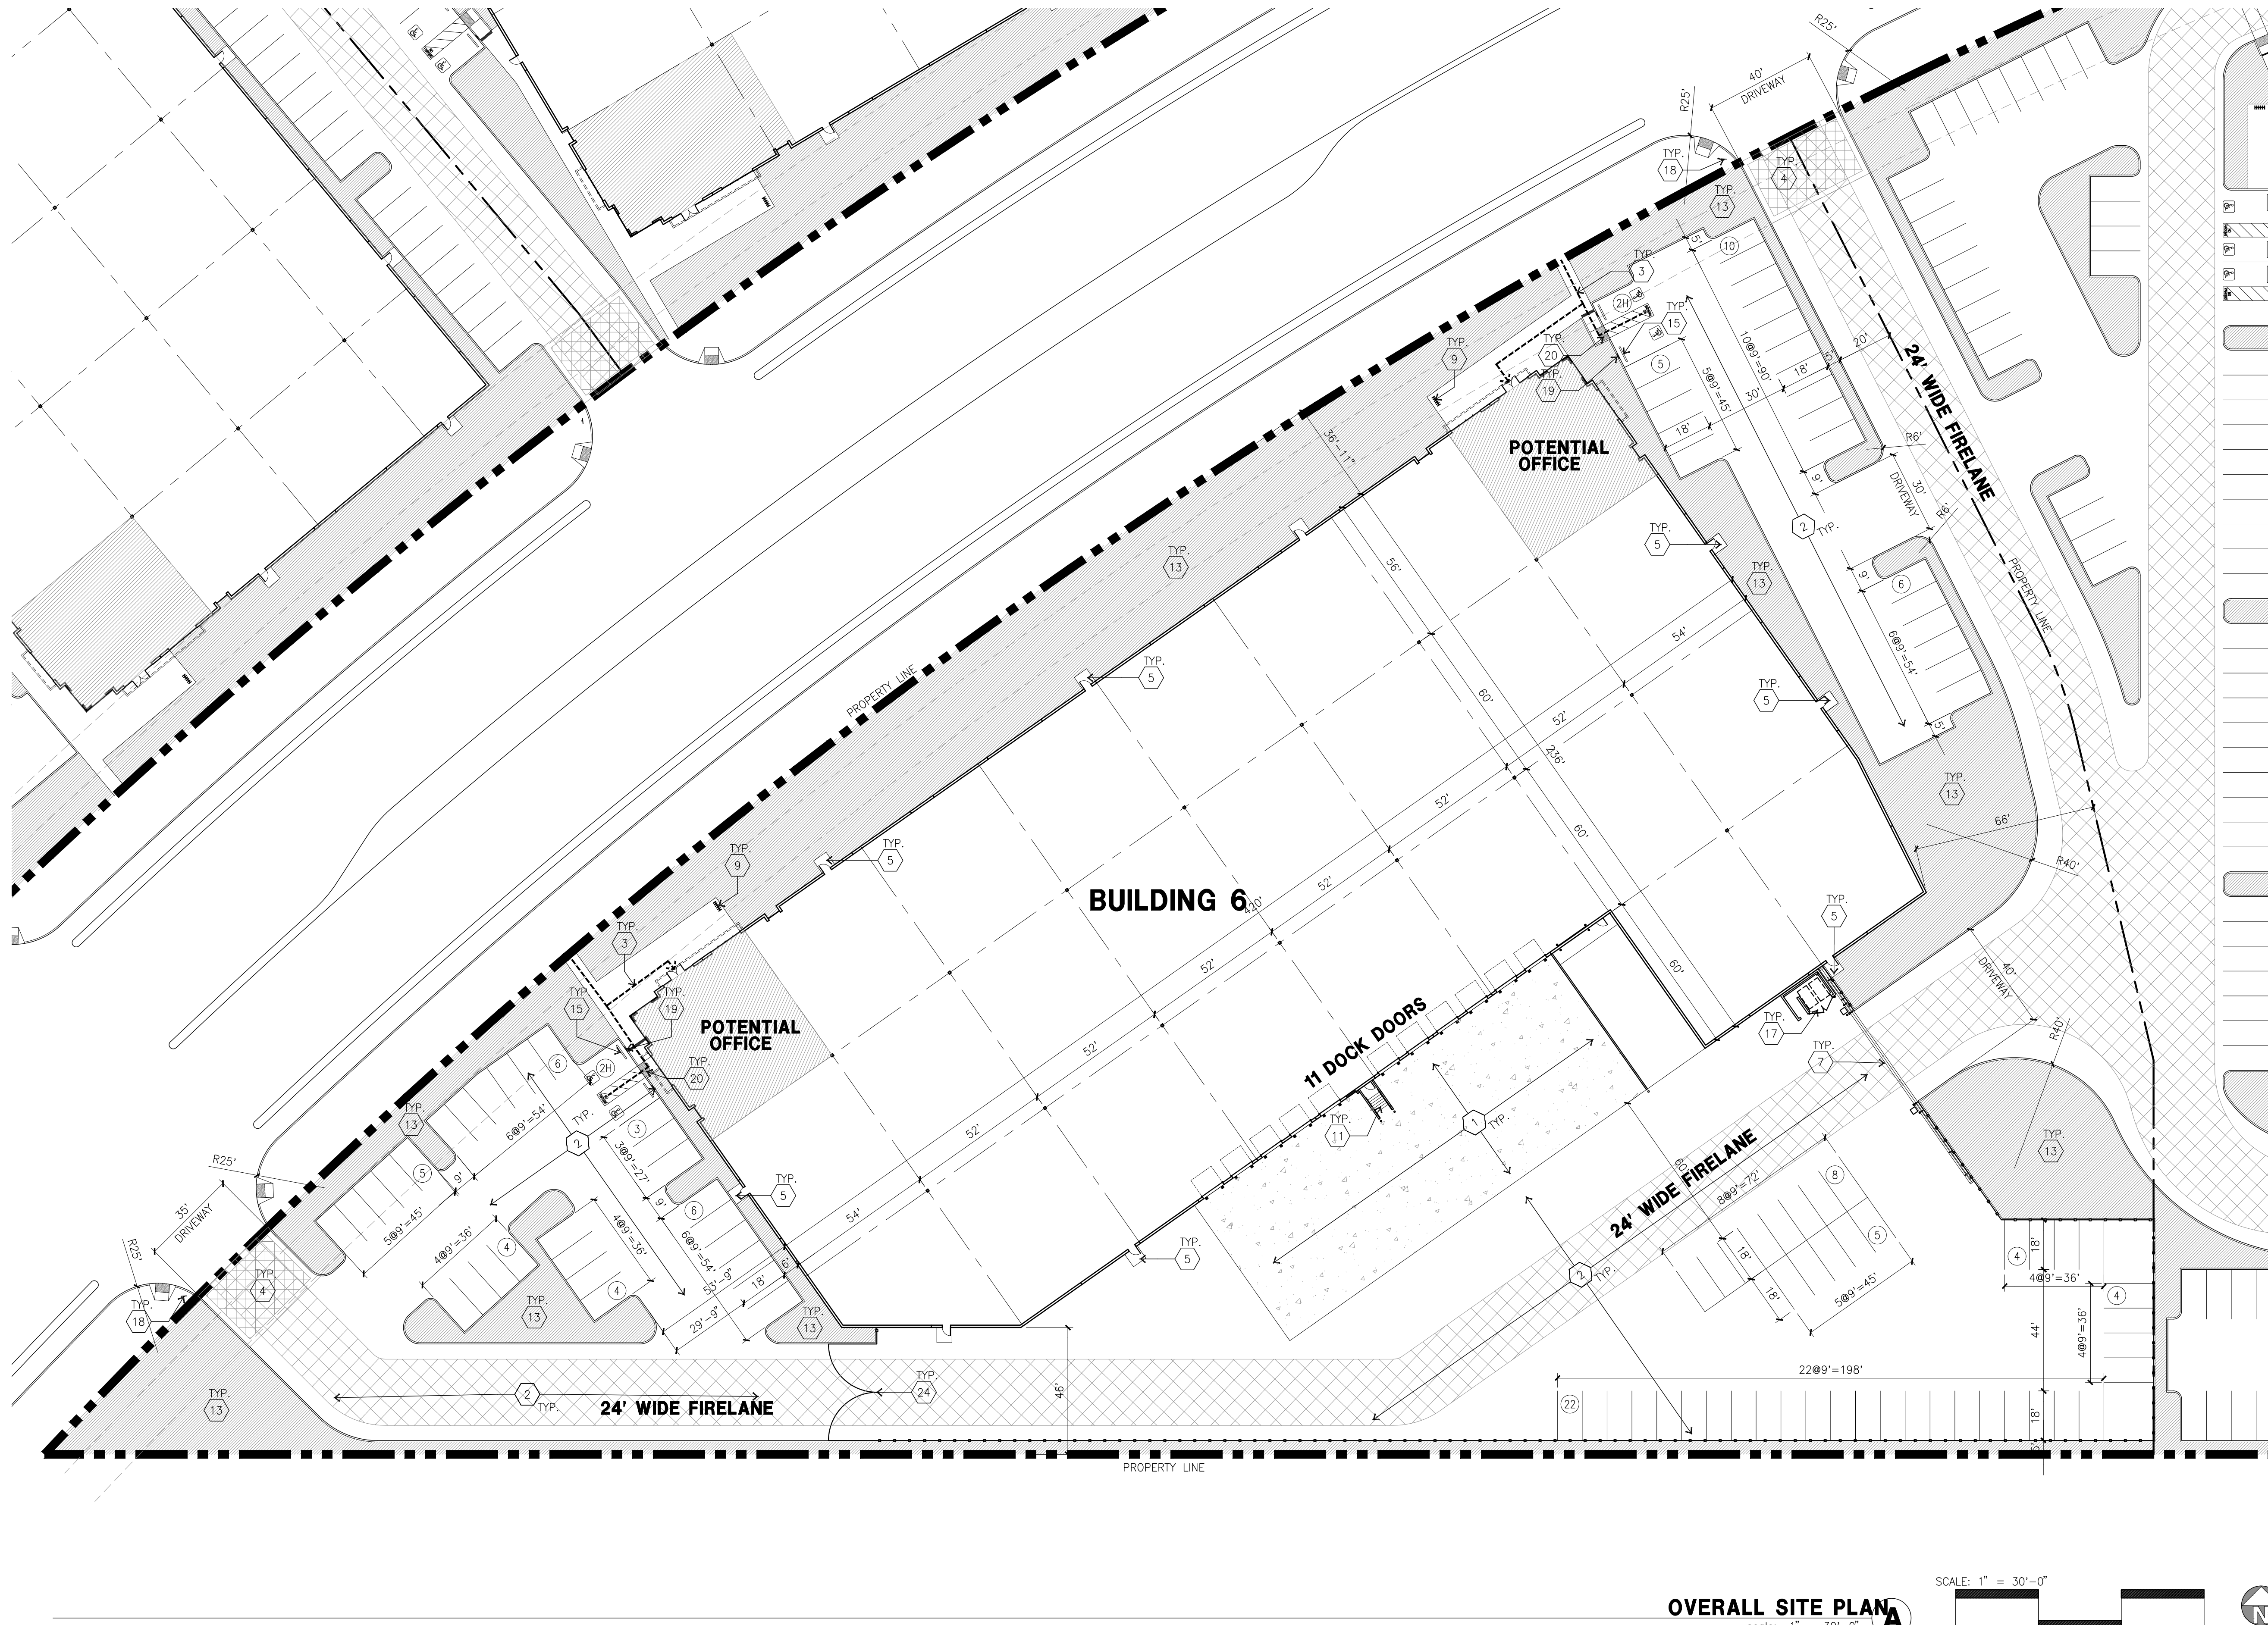 R25'
40'
DRIVEWAY
R25'
TYP.
18
TYP.
4
TYP.
13
5'
10
TYP.
3
2H
TYP.
15
TYP.
9
TYP.
20
TYP.
19
5
10@9'=90'
5@9'=45'
30'
18'
5'
20'
18'
24' WIDE FIRELANE
36'-11"
POTENTIAL
OFFICE
R6'
9'
30'
DRIVEWAY
R6'
2
TYP.
TYP.
5
TYP.
13
TYP.
13
56'
9'
6
PROPERTY LINE
6@9'=54'
54'
TYP.
5
TYP.
5
PROPERTY LINE
60'
52'
5'
236'
TYP.
13
52'
66'
60'
TYP.
9
TYP.
5
R40'
52'
BUILDING 6
420'
TYP.
5
TYP.
3
60'
52'
40'
DRIVEWAY
TYP.
15
TYP.
19
POTENTIAL
OFFICE
11 DOCK DOORS
TYP.
17
R40'
52'
TYP.
7
6
2H
TYP.
20
TYP.
13
6@9'=54'
TYP.
2
3
3@9'=27'
52'
TYP.
11
1
TYP.
TYP.
13
24' WIDE FIRELANE
60'
R25'
5
9'
TYP.
5
8@9'=72'
8
35'
DRIVEWAY
5@9'=45'
9'
6
54'
5
R25'
4@9'=36'
4
4@9'=36'
6@9'=54'
TYP.
5
18'
18'
4
18'
TYP.
4
53'-9"
18'
6'
4
2
TYP.
5@9'=45'
4@9'=36'
4
TYP.
18
TYP.
13
29'-9"
TYP.
13
44'
4@9'=36'
TYP.
13
2
TYP.
24' WIDE FIRELANE
TYP.
24
46'
22@9'=198'
22
18'
5'
PROPERTY LINE
SCALE: 1" = 30'-0"
OVERALL SITE PLAN
A
N